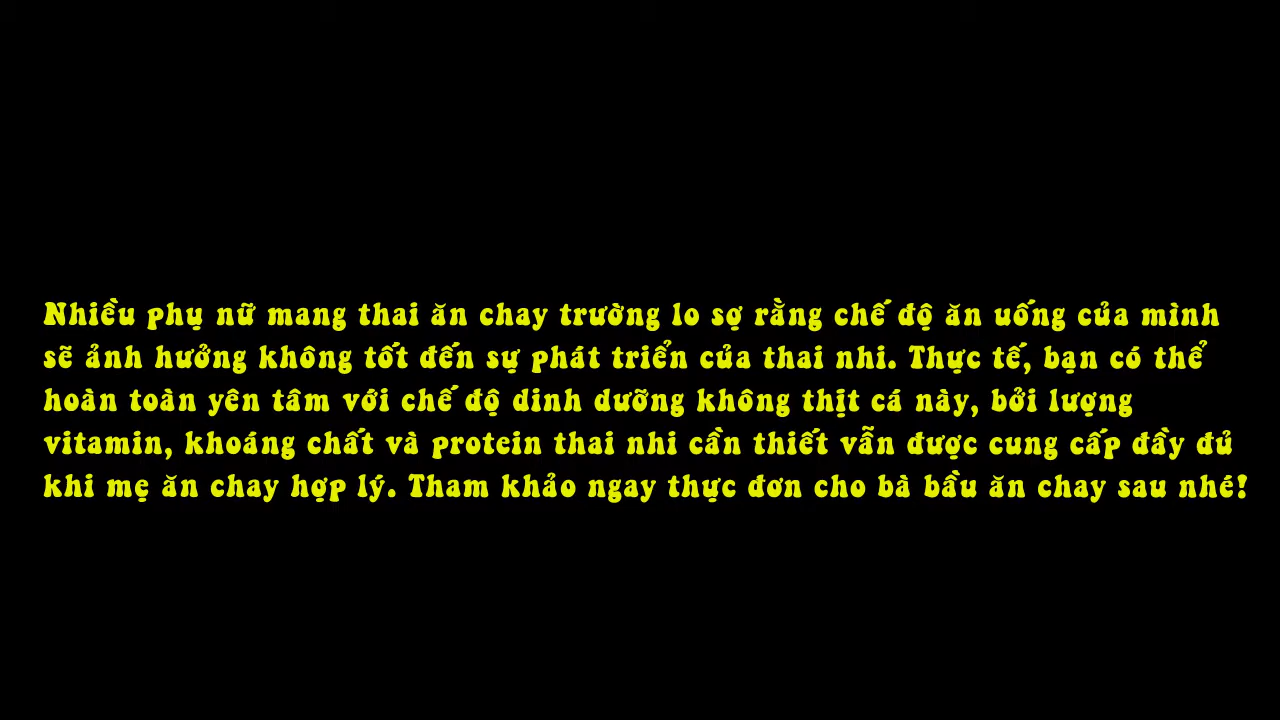 Nhiều phụ nữ mang thai ăn chay trường lo sợ rằng chế độ ăn uống của mình
sẽ ảnh hưởng không tốt đến sự phát triển của thai nhi. Thực tế, bạn có thể
hoàn toàn yên tâm với chế độ dinh dưỡng không thịt cá này, bởi lượng
vitamin, khoáng chất và protein thai nhi cần thiết vẫn được cung cấp đầy đủ
khi mẹ ăn chay hợp lý. Tham khảo ngay thực đơn cho bà bầu ăn chay sau nhé!